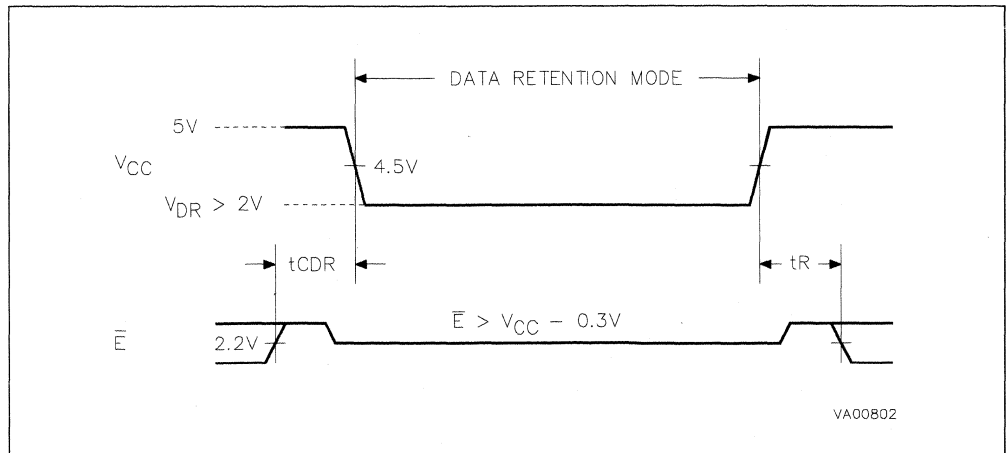 DATA RETENTION MODE
5V
VCC
4.5V
VDR > 2V
tCDR
tR
E̅ > VCC – 0.3V
E̅
2.2V
VA00802